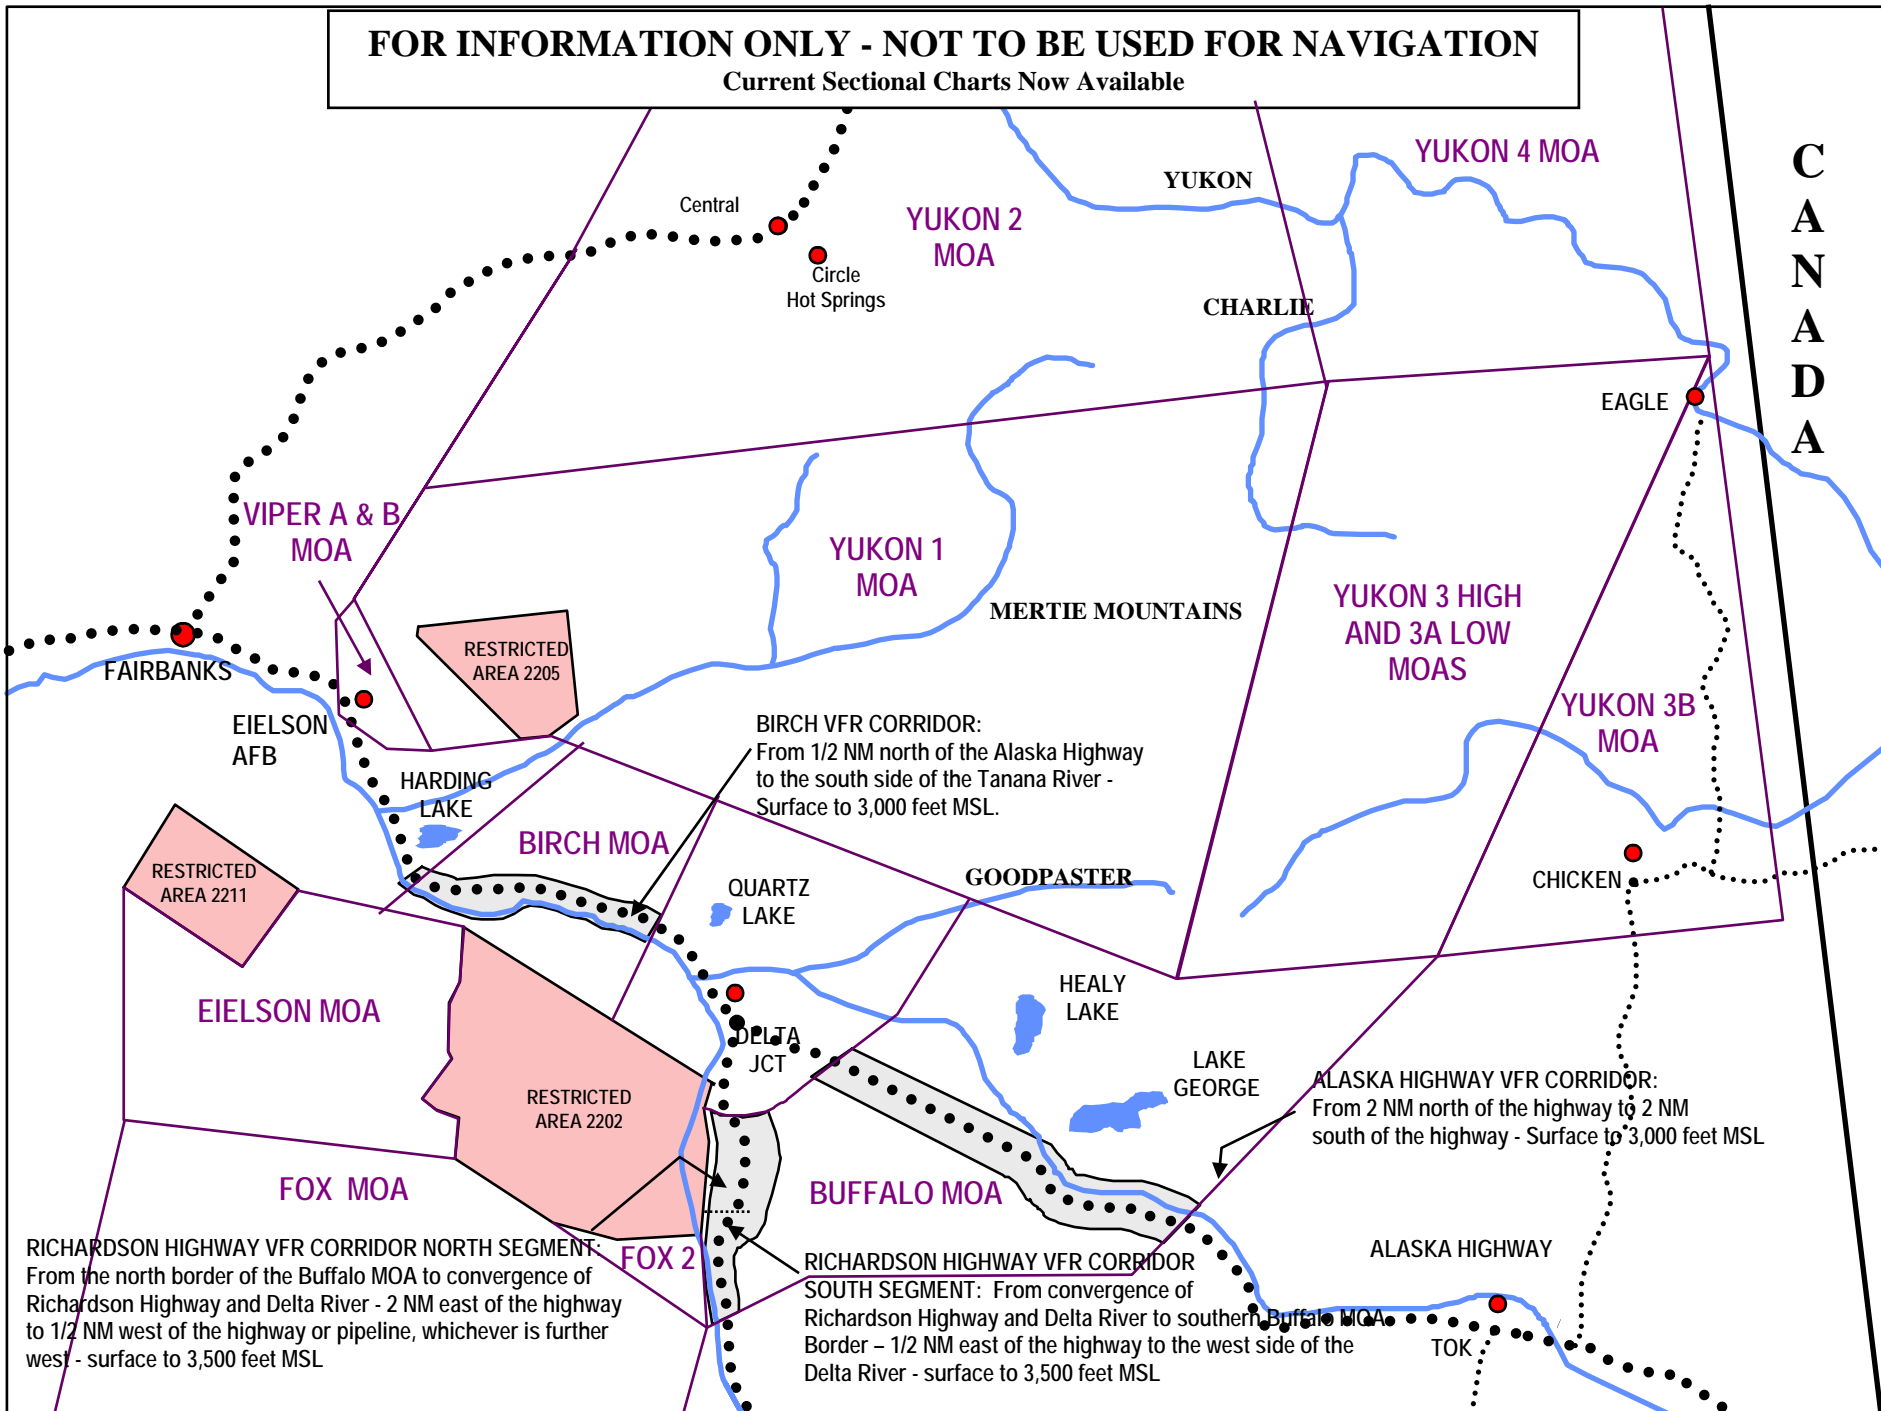 FOR INFORMATION ONLY - NOT TO BE USED FOR NAVIGATION
Current Sectional Charts Now Available
C
A
N
A
D
A
YUKON 4 MOA
YUKON
Central
YUKON 2
MOA
Circle
Hot Springs
CHARLIE
EAGLE
VIPER A & B
MOA
YUKON 1
MOA
MERTIE MOUNTAINS
YUKON 3 HIGH
AND 3A LOW
MOAS
RESTRICTED
AREA 2205
FAIRBANKS
EIELSON
AFB
YUKON 3B
MOA
BIRCH VFR CORRIDOR:
From 1/2 NM north of the Alaska Highway
to the south side of the Tanana River -
Surface to 3,000 feet MSL.
HARDING
LAKE
BIRCH MOA
RESTRICTED
AREA 2211
QUARTZ
LAKE
GOODPASTER
CHICKEN
EIELSON MOA
HEALY
LAKE
DELTA
JCT
LAKE
GEORGE
RESTRICTED
AREA 2202
ALASKA HIGHWAY VFR CORRIDOR:
From 2 NM north of the highway to 2 NM
south of the highway - Surface to 3,000 feet MSL
FOX MOA
BUFFALO MOA
FOX 2
RICHARDSON HIGHWAY VFR CORRIDOR NORTH SEGMENT:
From the north border of the Buffalo MOA to convergence of
Richardson Highway and Delta River - 2 NM east of the highway
to 1/2 NM west of the highway or pipeline, whichever is further
west - surface to 3,500 feet MSL
RICHARDSON HIGHWAY VFR CORRIDOR
SOUTH SEGMENT: From convergence of
Richardson Highway and Delta River to southern Buffalo MOA
Border – 1/2 NM east of the highway to the west side of the
Delta River - surface to 3,500 feet MSL
ALASKA HIGHWAY
TOK